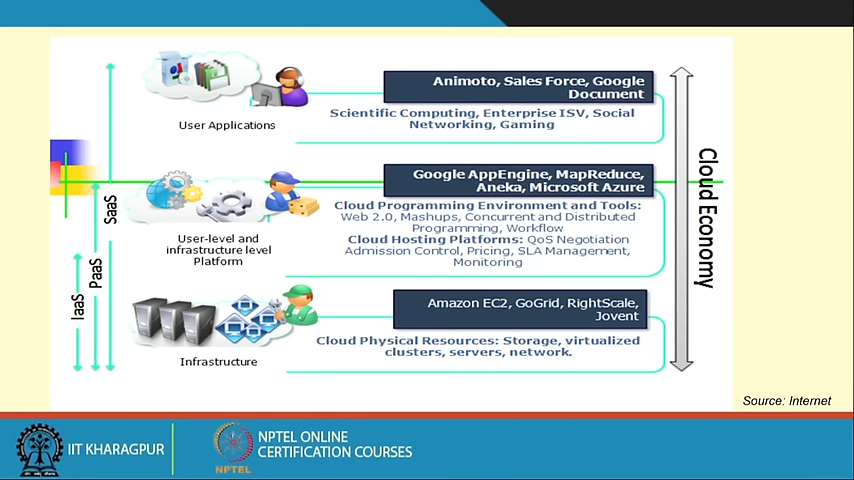 Animoto, Sales Force, Google
Document
Scientific Computing, Enterprise ISV, Social
Networking, Gaming
User Applications
Google AppEngine, MapReduce,
Aneka, Microsoft Azure
Cloud Programming Environment and Tools:
Web 2.0, Mashups, Concurrent and Distributed
Programming, Workflow
Cloud Hosting Platforms: QoS Negotiation
Admission Control, Pricing, SLA Management,
Monitoring
User-level and
infrastructure level
Platform
Amazon EC2, GoGrid, RightScale,
Jovent
Cloud Physical Resources: Storage, virtualized
clusters, servers, network.
Infrastructure
IaaS
PaaS
SaaS
Cloud Economy
Source: Internet
IIT KHARAGPUR
NPTEL
NPTEL ONLINE
CERTIFICATION COURSES